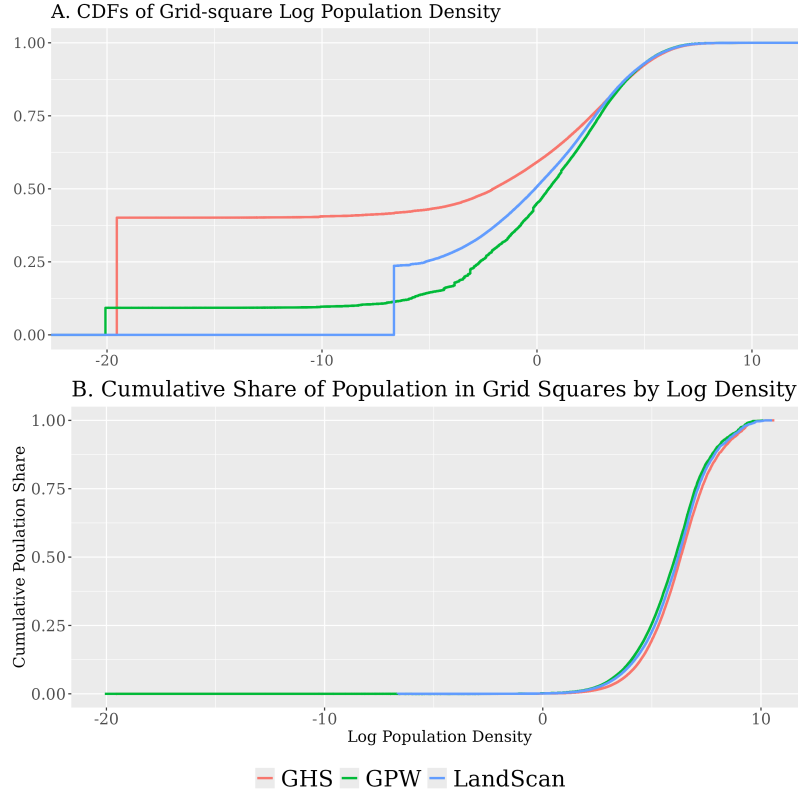 A. CDFs of Grid-square Log Population Density
1.00
0.75
0.50
0.25
0.00
-20 -10 0 10
B. Cumulative Share of Population in Grid Squares by Log Density
Cumulative Poulation Share
1.00
0.75
0.50
0.25
0.00
-20 -10 0 10
Log Population Density
GHS GPW LandScan